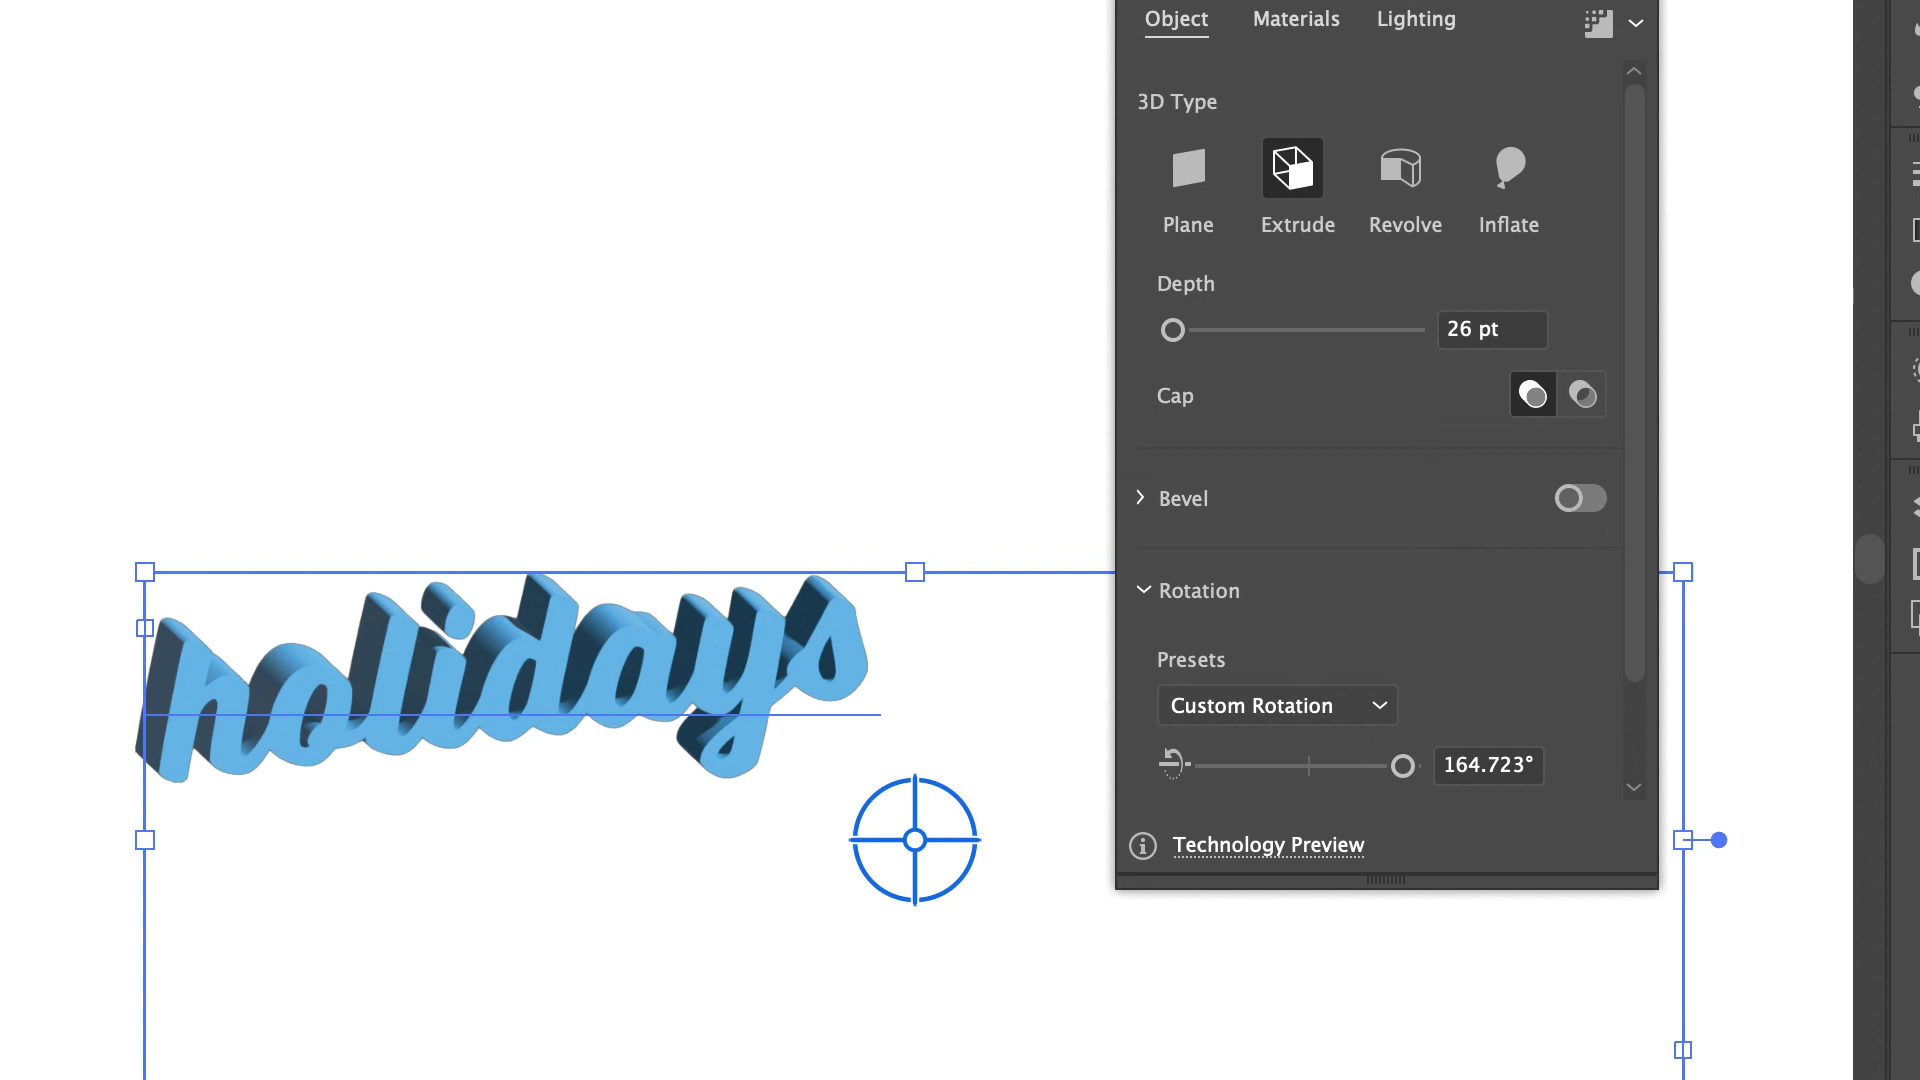 Object Materials Lighting
3D Type
Plane Extrude Revolve Inflate
Depth
26 pt
Cap
Bevel
Rotation
Presets
Custom Rotation
164.723°
Technology Preview
holidays